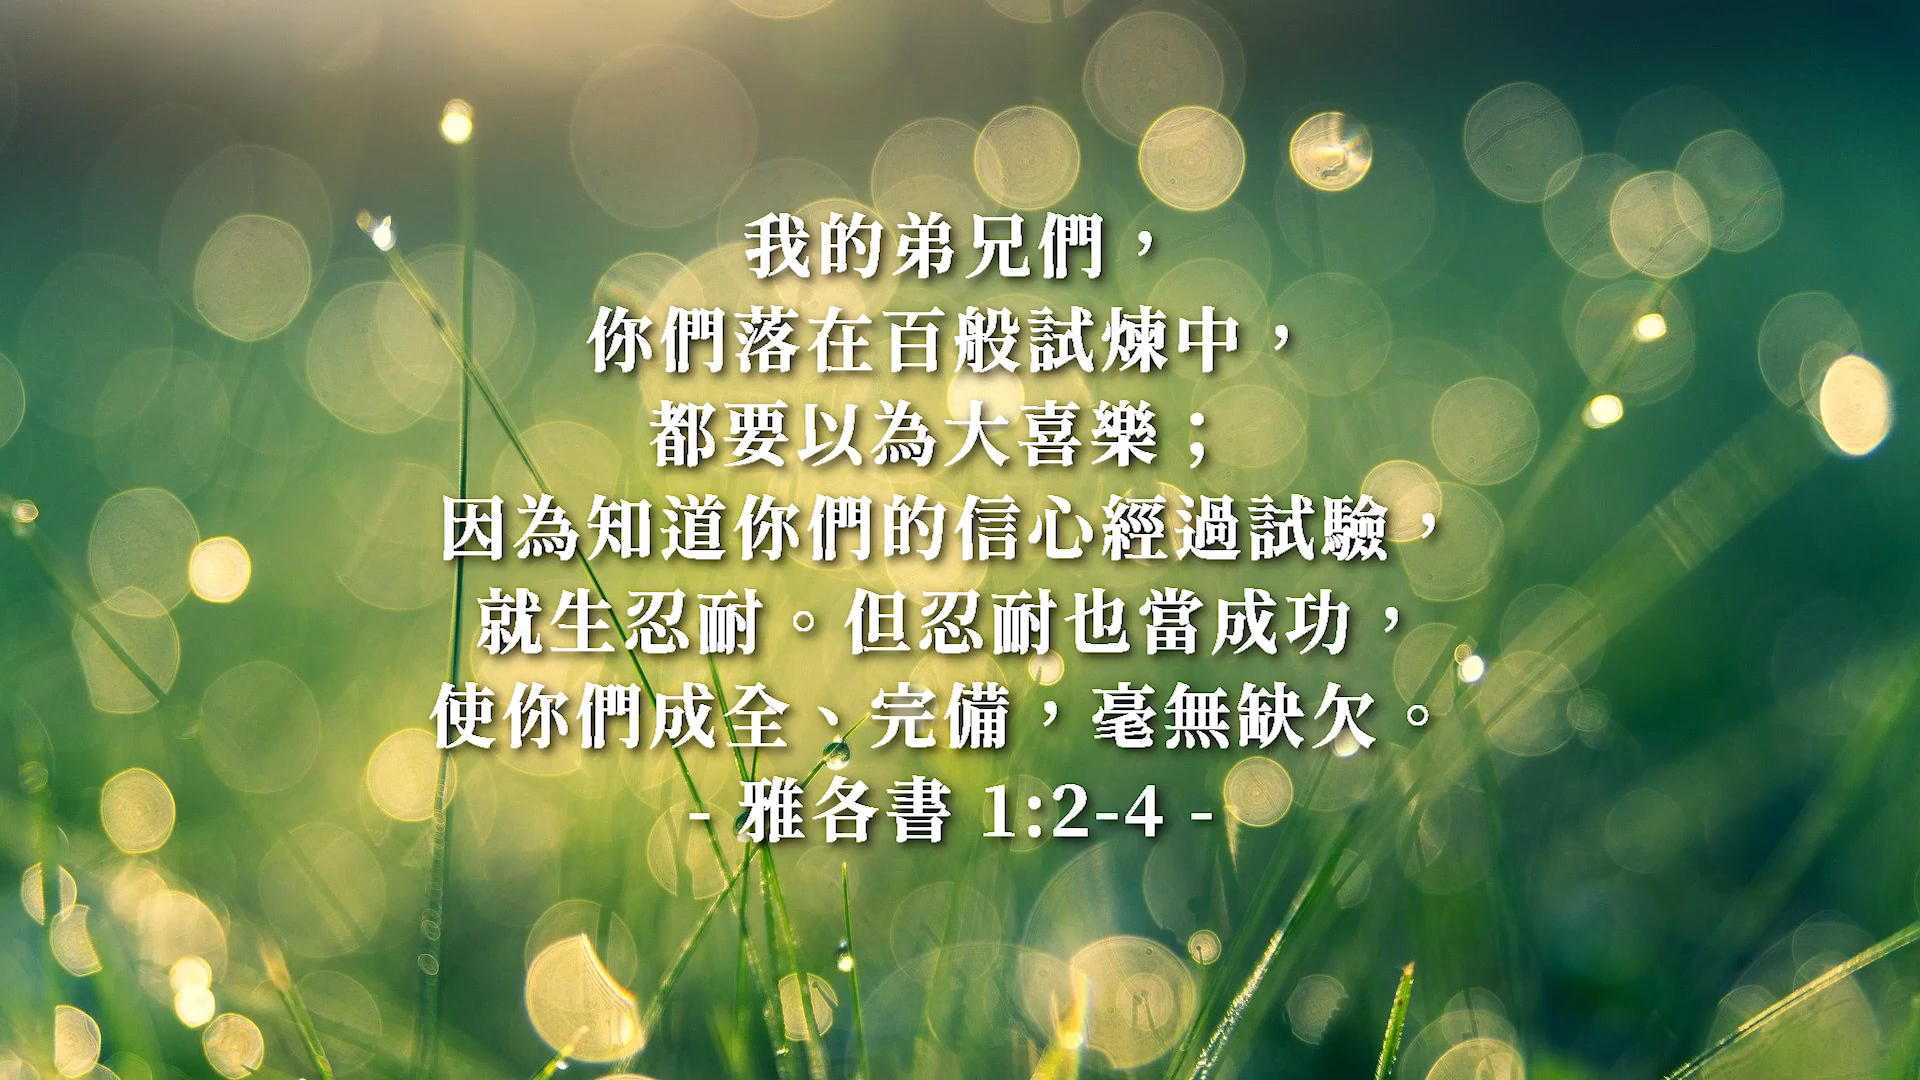 我的弟兄們，
你們落在百般試煉中，
都要以為大喜樂；
因為知道你們的信心經過試驗，
就生忍耐。但忍耐也當成功，
使你們成全、完備，毫無缺欠。
- 雅各書 1:2-4 -